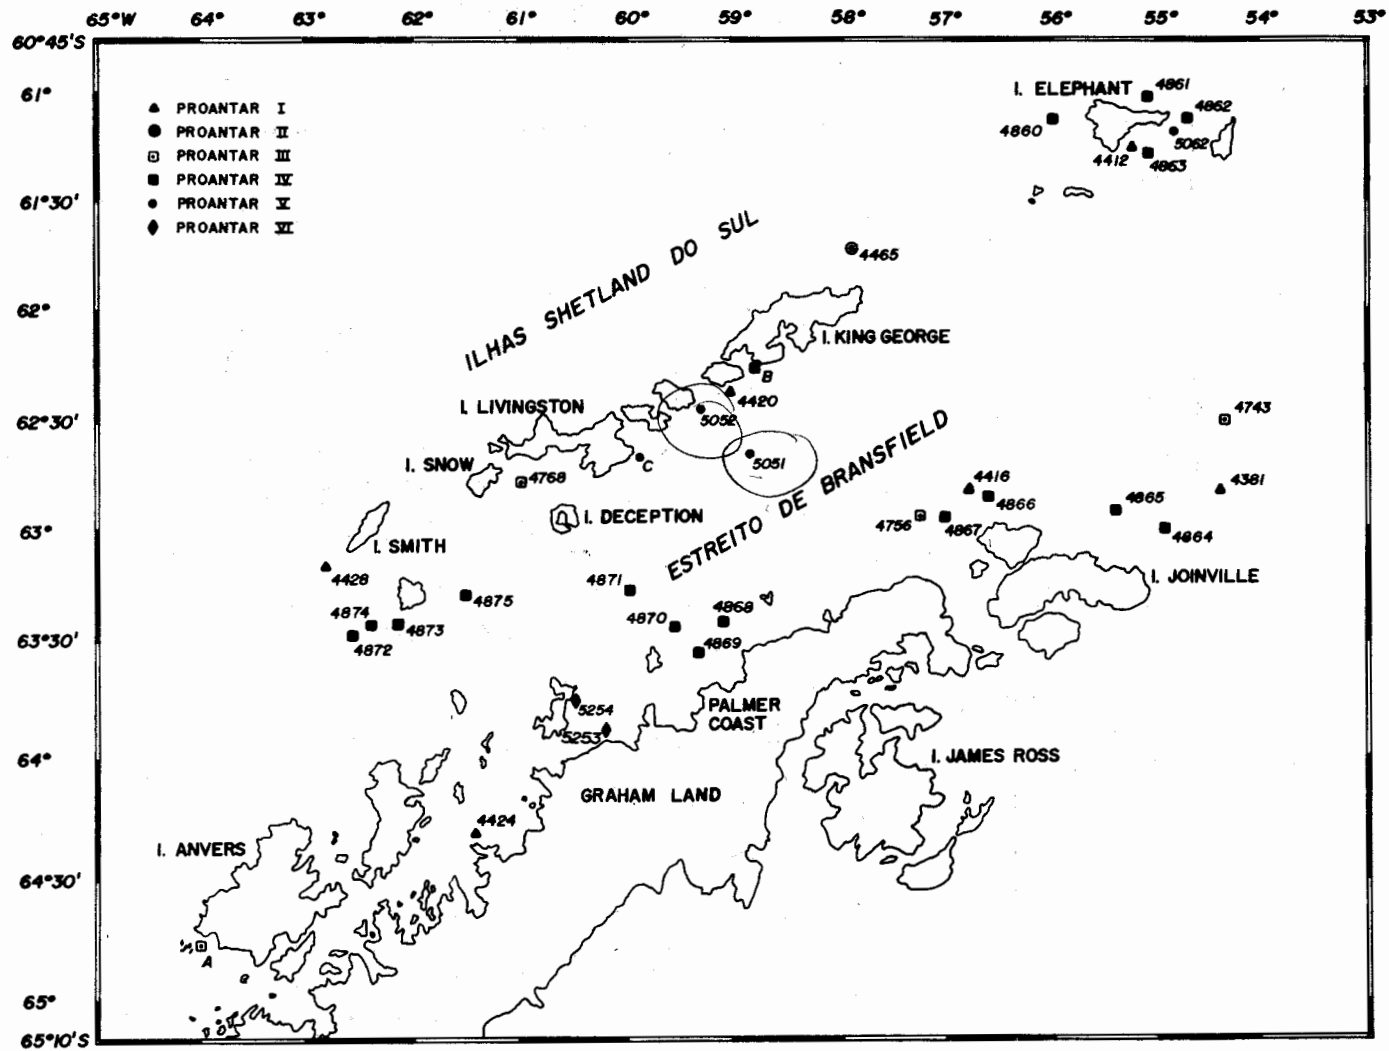 65°W 64° 63° 62° 61° 60° 59° 58° 57° 56° 55° 54° 53°
60°45'S
61°
61°30'
62°
62°30'
63°
63°30'
64°
64°30'
65°
65°10'S
PROANTAR I
PROANTAR II
PROANTAR III
PROANTAR IV
PROANTAR V
PROANTAR VI
I. ELEPHANT
4861
4862
4860
5062
4412
4863
ILHAS SHETLAND DO SUL
4465
I. KING GEORGE
B
4420
I. LIVINGSTON
5052
4743
I. SNOW
4768
C
5051
ESTREITO DE BRANSFIELD
4416
4866
4865
4381
4756
4867
4864
I. DECEPTION
I. SMITH
4428
4871
I. JOINVILLE
4874
4875
4870
4868
4873
4872
4869
PALMER
COAST
5254
5253
I. JAMES ROSS
GRAHAM LAND
4424
I. ANVERS
A